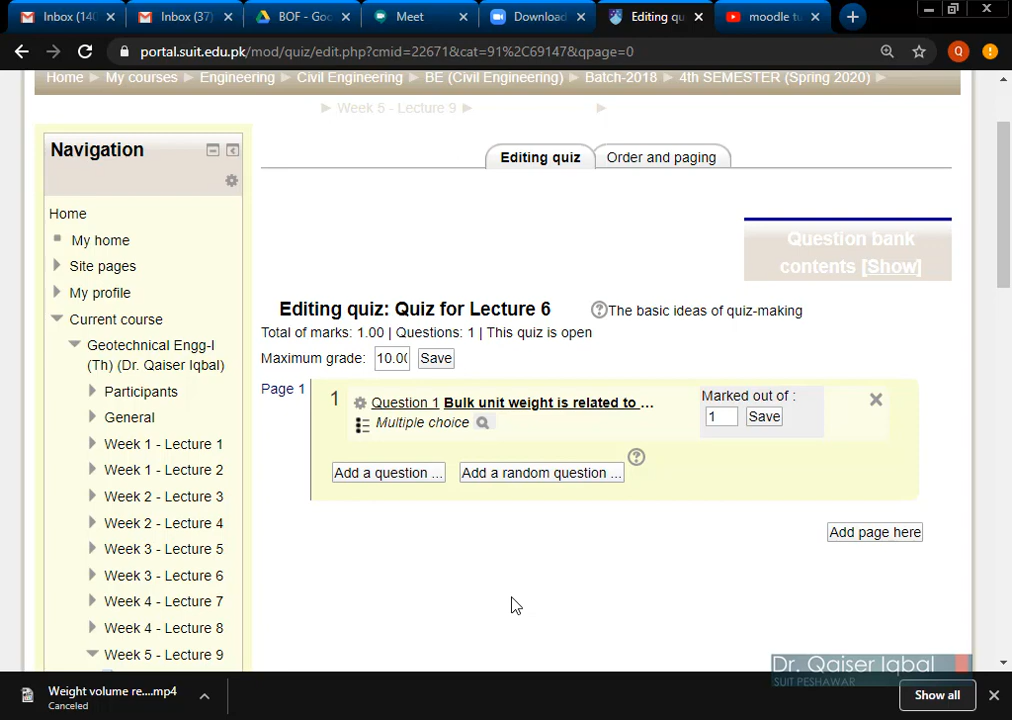 Inbox (140
Inbox (37)
BOF - Goo
Meet
Download
Editing qu
moodle tu
portal.suit.edu.pk/mod/quiz/edit.php?cmid=22671&cat=91%2C69147&qpage=0
Q
Home ► My courses ► Engineering ► Civil Engineering ► BE (Civil Engineering) ► Batch-2018 ► 4th SEMESTER (Spring 2020) ►
► Week 5 - Lecture 9 ► ►
Navigation
Home
My home
Site pages
My profile
Current course
Geotechnical Engg-I
(Th) (Dr. Qaiser Iqbal)
Participants
General
Week 1 - Lecture 1
Week 1 - Lecture 2
Week 2 - Lecture 3
Week 2 - Lecture 4
Week 3 - Lecture 5
Week 3 - Lecture 6
Week 4 - Lecture 7
Week 4 - Lecture 8
Week 5 - Lecture 9
Editing quiz
Order and paging
Question bank
contents [Show]
Editing quiz: Quiz for Lecture 6
The basic ideas of quiz-making
Total of marks: 1.00 | Questions: 1 | This quiz is open
Maximum grade: 10.00 Save
Page 1
1
Question 1 Bulk unit weight is related to ...
Multiple choice
Marked out of :
1 Save
Add a question ...
Add a random question ...
Add page here
Dr. Qaiser Iqbal
SUIT PESHAWAR
Weight volume re....mp4
Canceled
Show all